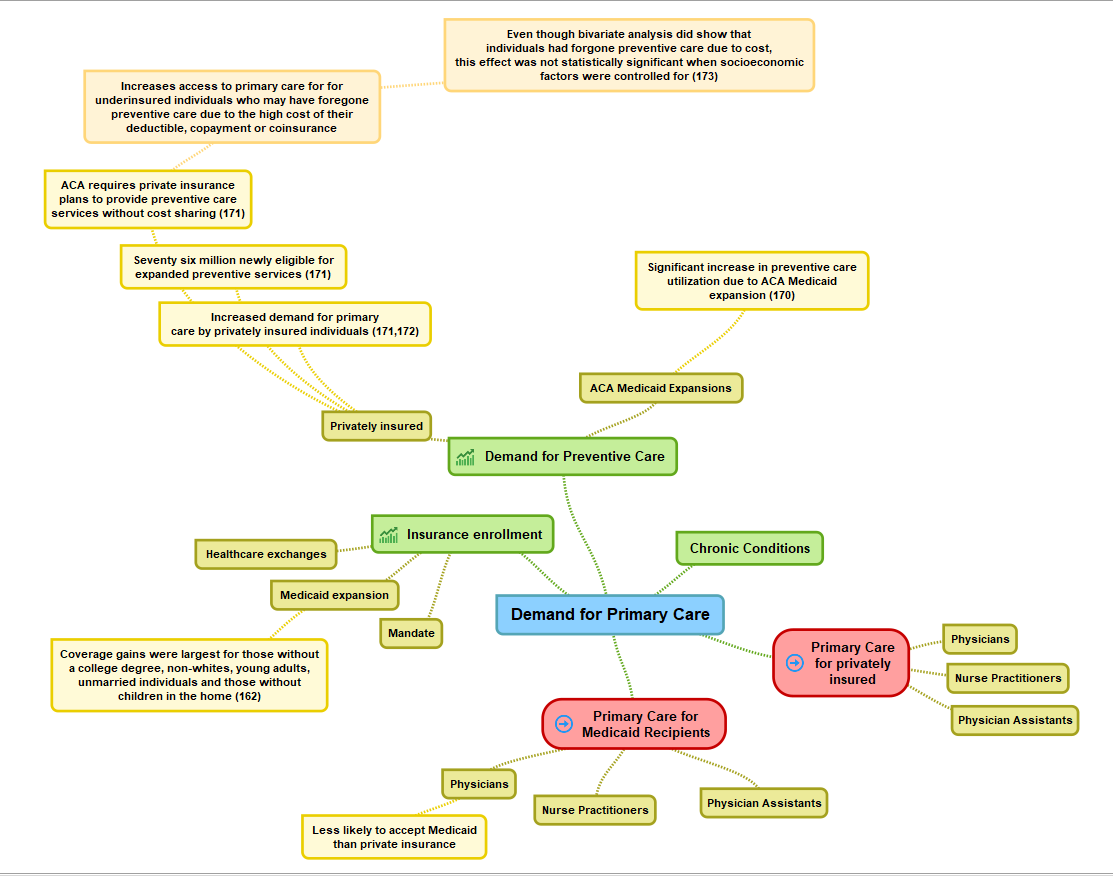 Even though bivariate analysis did show that
individuals had forgone preventive care due to cost,
this effect was not statistically significant when socioeconomic
factors were controlled for (173)
Increases access to primary care for for
underinsured individuals who may have foregone
preventive care due to the high cost of their
deductible, copayment or coinsurance
ACA requires private insurance
plans to provide preventive care
services without cost sharing (171)
Seventy six million newly eligible for
expanded preventive services (171)
Significant increase in preventive care
utilization due to ACA Medicaid
expansion (170)
Increased demand for primary
care by privately insured individuals (171,172)
ACA Medicaid Expansions
Privately insured
Demand for Preventive Care
Insurance enrollment
Chronic Conditions
Healthcare exchanges
Medicaid expansion
Mandate
Demand for Primary Care
Coverage gains were largest for those without
a college degree, non-whites, young adults,
unmarried individuals and those without
children in the home (162)
Primary Care
for privately
insured
Physicians
Nurse Practitioners
Physician Assistants
Primary Care for
Medicaid Recipients
Physicians
Nurse Practitioners
Physician Assistants
Less likely to accept Medicaid
than private insurance